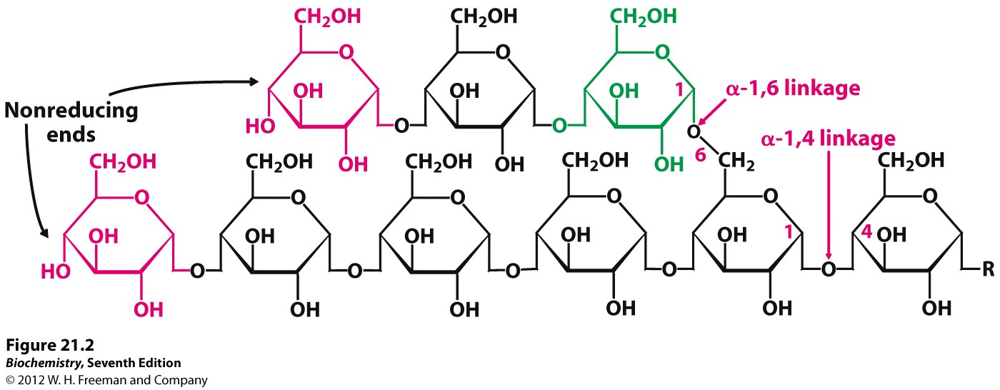 CH₂OH CH₂OH CH₂OH
O O O
OH OH OH 1 α-1,6 linkage
Nonreducing
ends
HO O O O
OH OH OH 6 CH₂
α-1,4 linkage
CH₂OH CH₂OH CH₂OH CH₂OH CH₂OH
O O O O O O
OH OH OH OH OH 1 4 OH
HO O O O O O R
OH OH OH OH OH OH
Figure 21.2
Biochemistry, Seventh Edition
© 2012 W. H. Freeman and Company